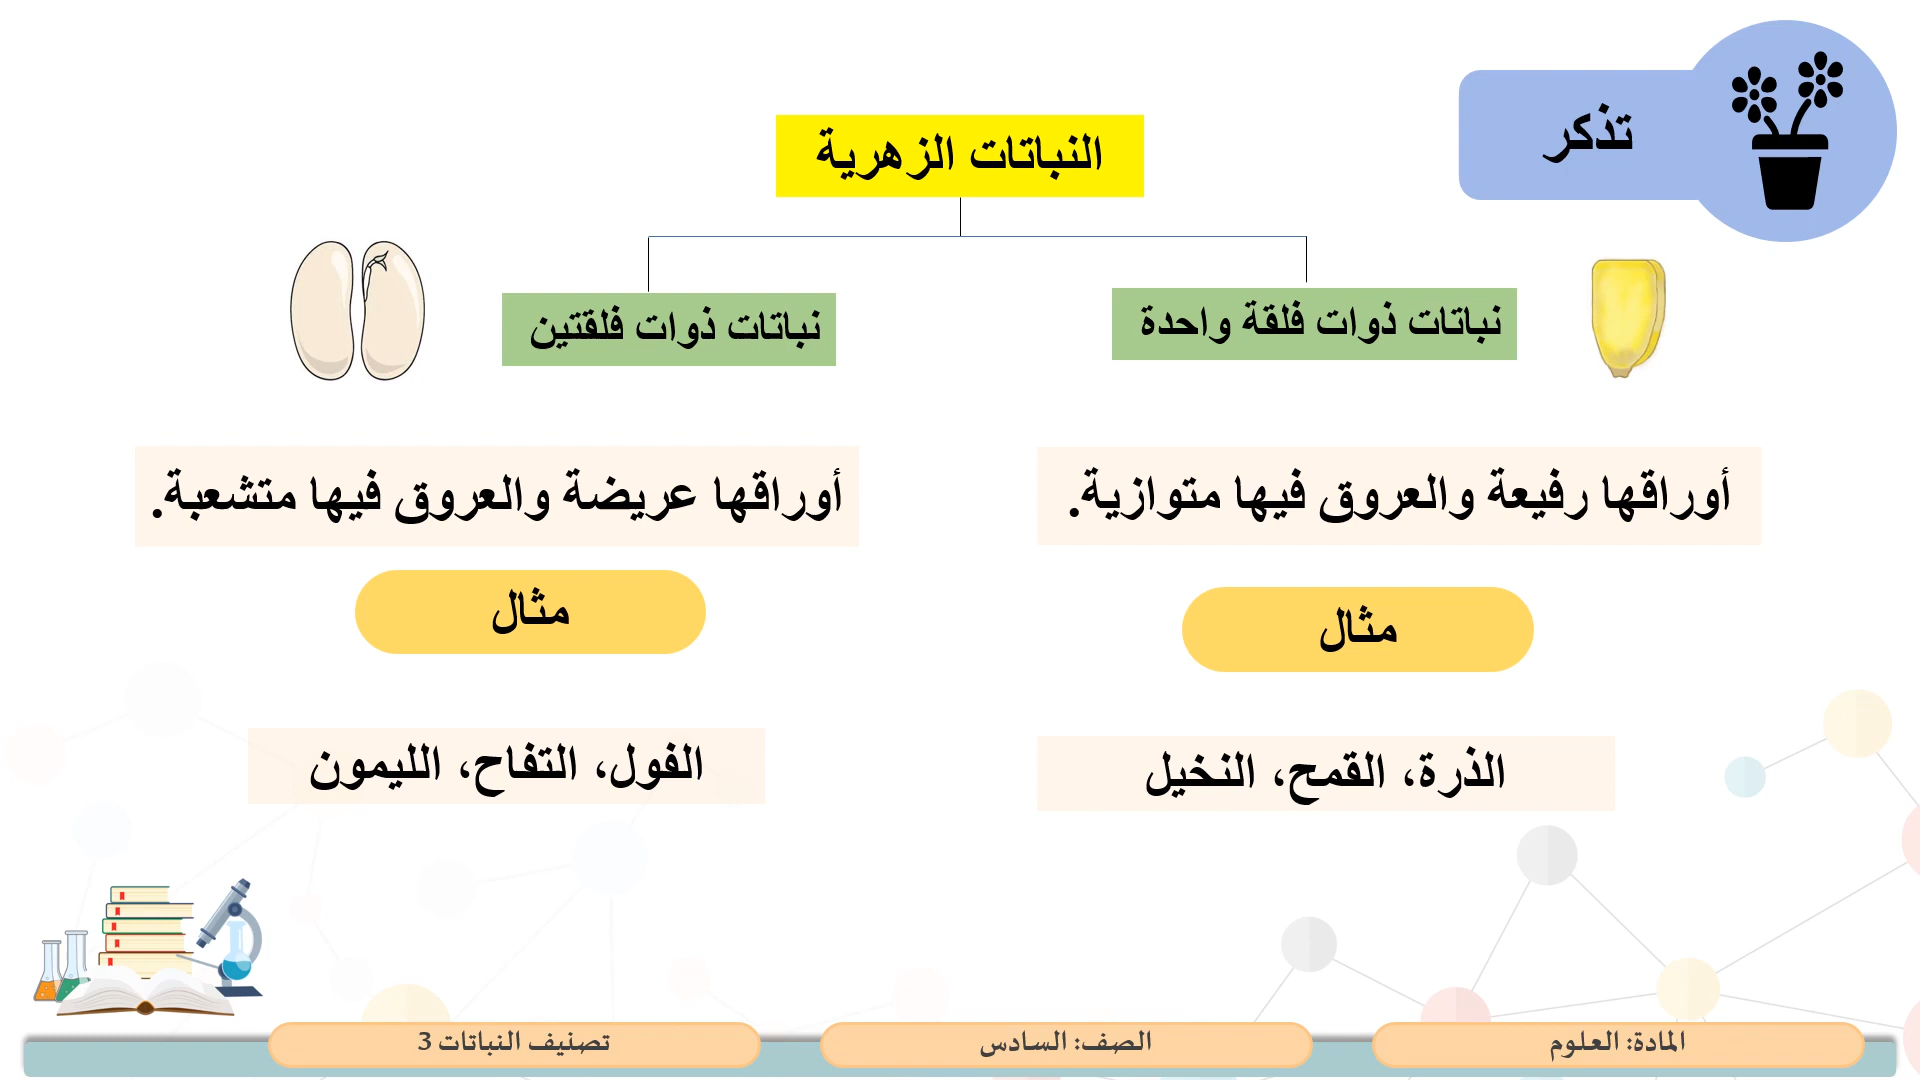 تذكر
النباتات الزهرية
نباتات ذوات فلقة واحدة
نباتات ذوات فلقتين
أوراقها رفيعة والعروق فيها متوازية.
أوراقها عريضة والعروق فيها متشعبة.
مثال
مثال
الذرة، القمح، النخيل
الفول، التفاح، الليمون
المادة: العلوم
الصف: السادس
تصنيف النباتات 3